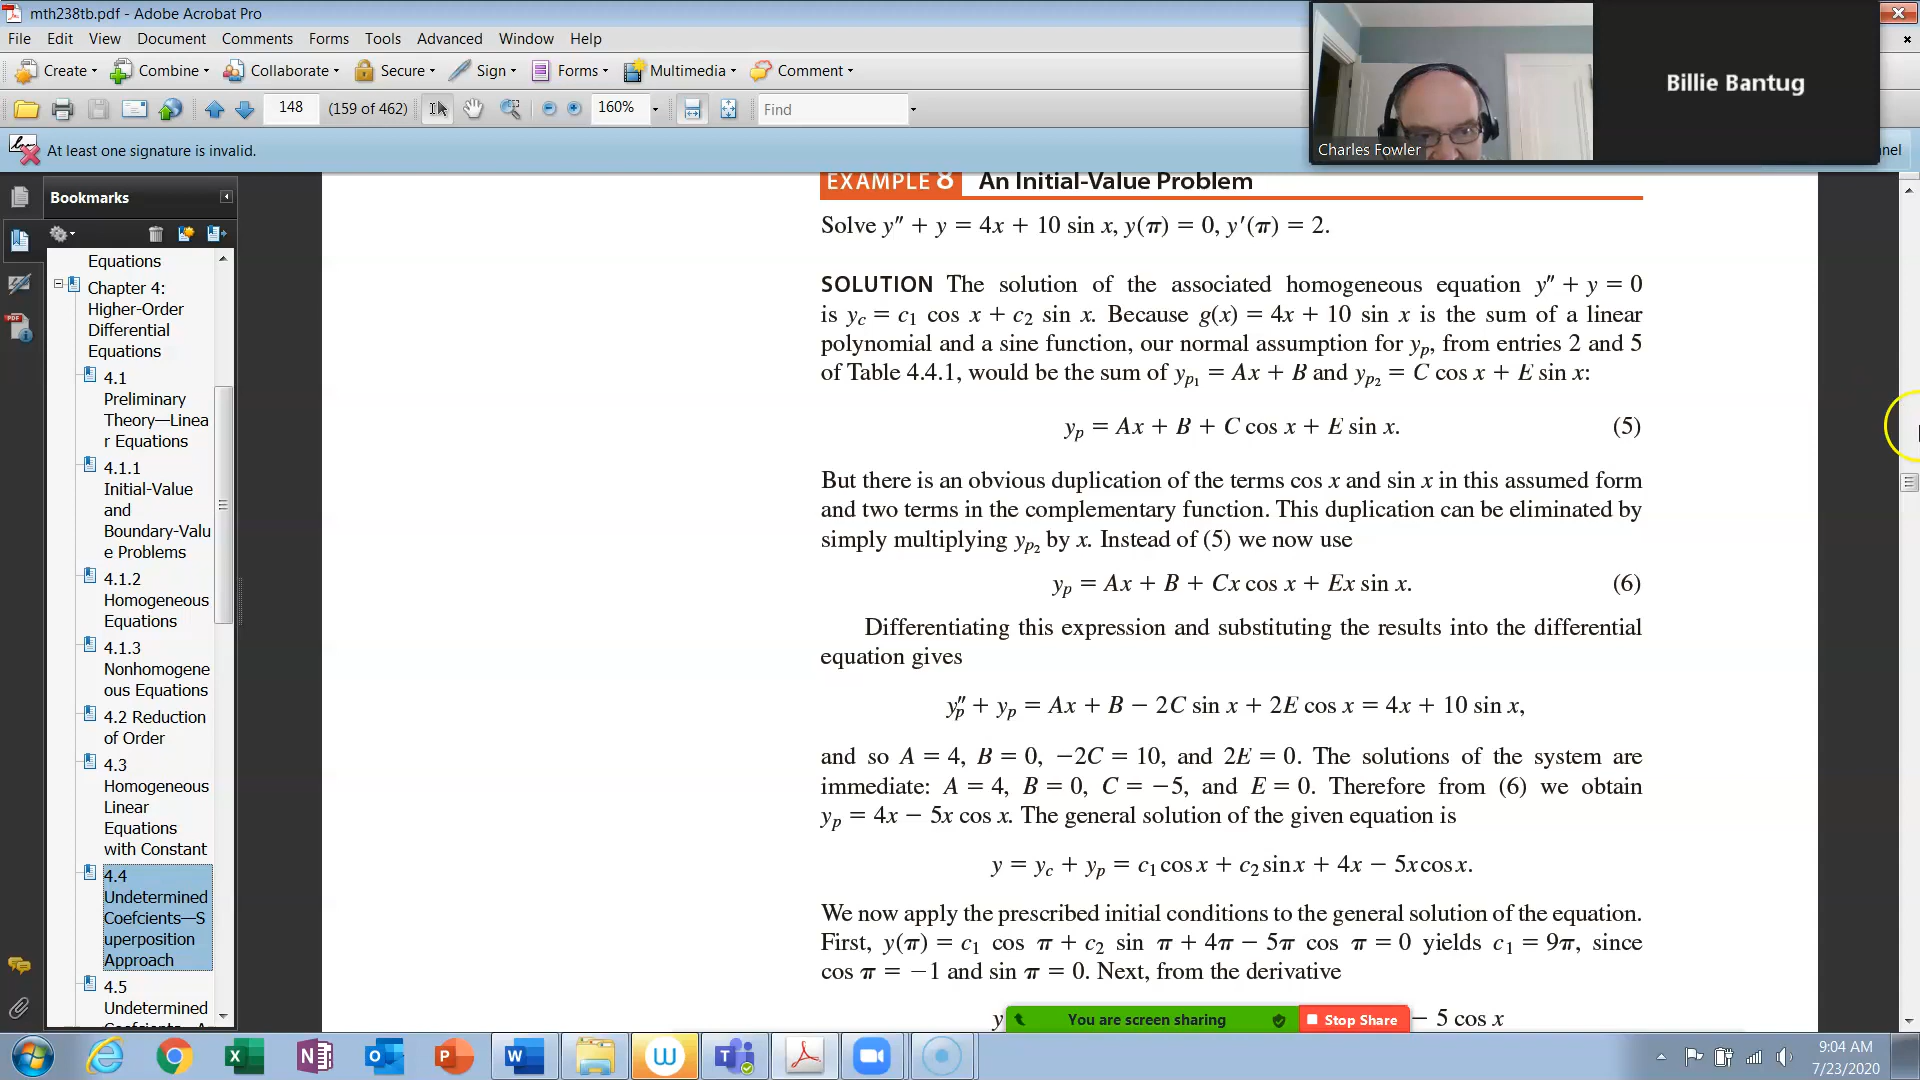 mth238tb.pdf - Adobe Acrobat Pro
File Edit View Document Comments Forms Tools Advanced Window Help
Create Combine Collaborate Secure Sign Forms Multimedia Comment
148 (159 of 462) 160% Find
At least one signature is invalid.
Charles Fowler
Billie Bantug
Bookmarks
Equations
Chapter 4:
Higher-Order
Differential
Equations
4.1
Preliminary
Theory—Linea
r Equations
4.1.1
Initial-Value
and
Boundary-Valu
e Problems
4.1.2
Homogeneous
Equations
4.1.3
Nonhomogene
ous Equations
4.2 Reduction
of Order
4.3
Homogeneous
Linear
Equations
with Constant
4.4
Undetermined
Coefcients—S
uperposition
Approach
4.5
Undetermined
EXAMPLE 8 An Initial-Value Problem
Solve y″ + y = 4x + 10 sin x, y(π) = 0, y′(π) = 2.
SOLUTION The solution of the associated homogeneous equation y″ + y = 0
is y_c = c₁ cos x + c₂ sin x. Because g(x) = 4x + 10 sin x is the sum of a linear
polynomial and a sine function, our normal assumption for y_p, from entries 2 and 5
of Table 4.4.1, would be the sum of y_p₁ = Ax + B and y_p₂ = C cos x + E sin x:
y_p = Ax + B + C cos x + E sin x. (5)
But there is an obvious duplication of the terms cos x and sin x in this assumed form
and two terms in the complementary function. This duplication can be eliminated by
simply multiplying y_p₂ by x. Instead of (5) we now use
y_p = Ax + B + Cx cos x + Ex sin x. (6)
Differentiating this expression and substituting the results into the differential
equation gives
y_p″ + y_p = Ax + B − 2C sin x + 2E cos x = 4x + 10 sin x,
and so A = 4, B = 0, −2C = 10, and 2E = 0. The solutions of the system are
immediate: A = 4, B = 0, C = −5, and E = 0. Therefore from (6) we obtain
y_p = 4x − 5x cos x. The general solution of the given equation is
y = y_c + y_p = c₁ cos x + c₂ sin x + 4x − 5x cos x.
We now apply the prescribed initial conditions to the general solution of the equation.
First, y(π) = c₁ cos π + c₂ sin π + 4π − 5π cos π = 0 yields c₁ = 9π, since
cos π = −1 and sin π = 0. Next, from the derivative
y − 5 cos x
You are screen sharing Stop Share
9:04 AM
7/23/2020